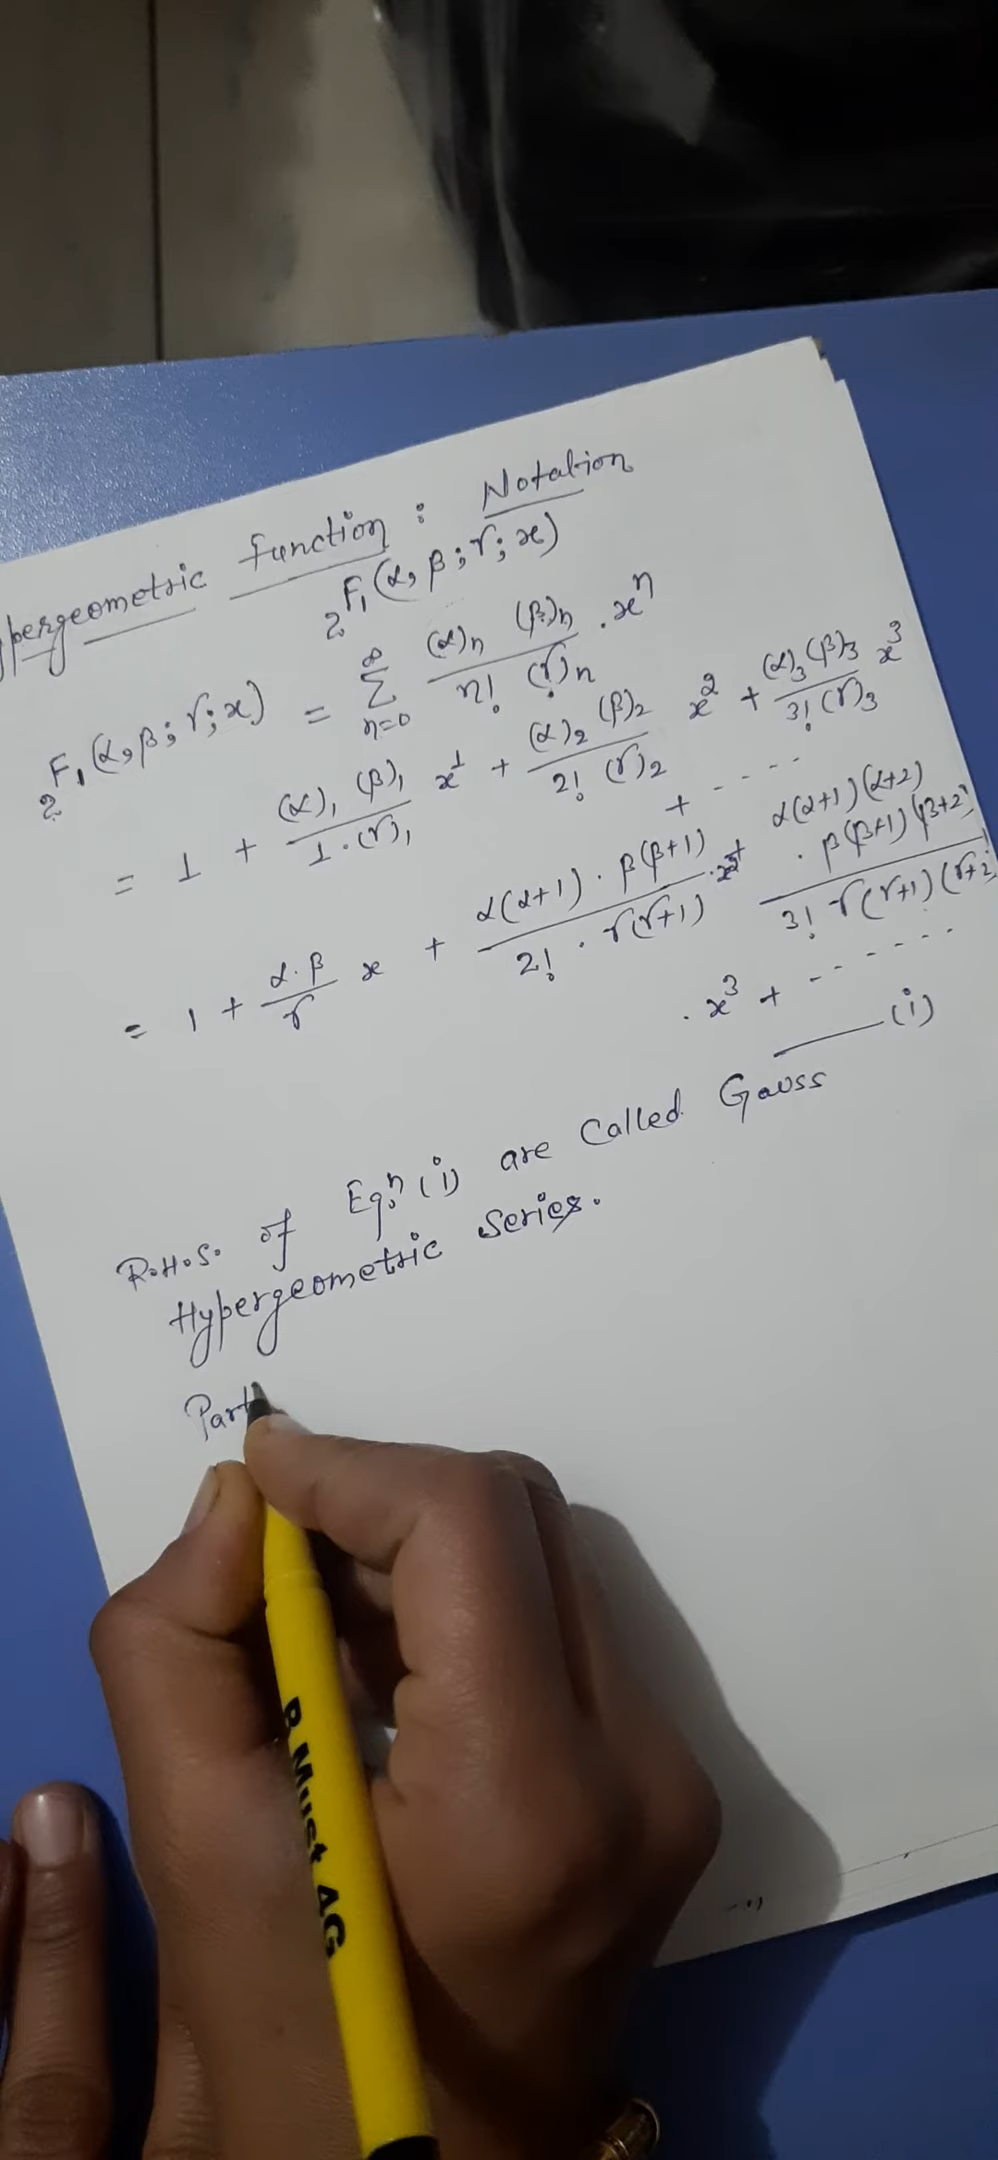 pergeometric function : Notation
₂F₁(α, β ; γ ; x)
₂F₁(α, β ; γ ; x) = ∞ Σ n=0 (α)n (β)n / n! (γ)n . xⁿ
= 1 + (α)₁ (β)₁ / 1 . (γ)₁ x¹ + (α)₂ (β)₂ / 2! (γ)₂ x² + (α)₃ (β)₃ / 3! (γ)₃ x³
+ - - - -
= 1 + α . β / γ x + α(α+1) . β(β+1) / 2! . γ(γ+1) . x² + α(α+1)(α+2) . β(β+1)(β+2) / 3! γ(γ+1)(γ+2
. x³ + - - - - - -
(i)
R.H.S. of Eqⁿ (i) are Called Gauss
Hypergeometric Series.
Part
B Must 4G